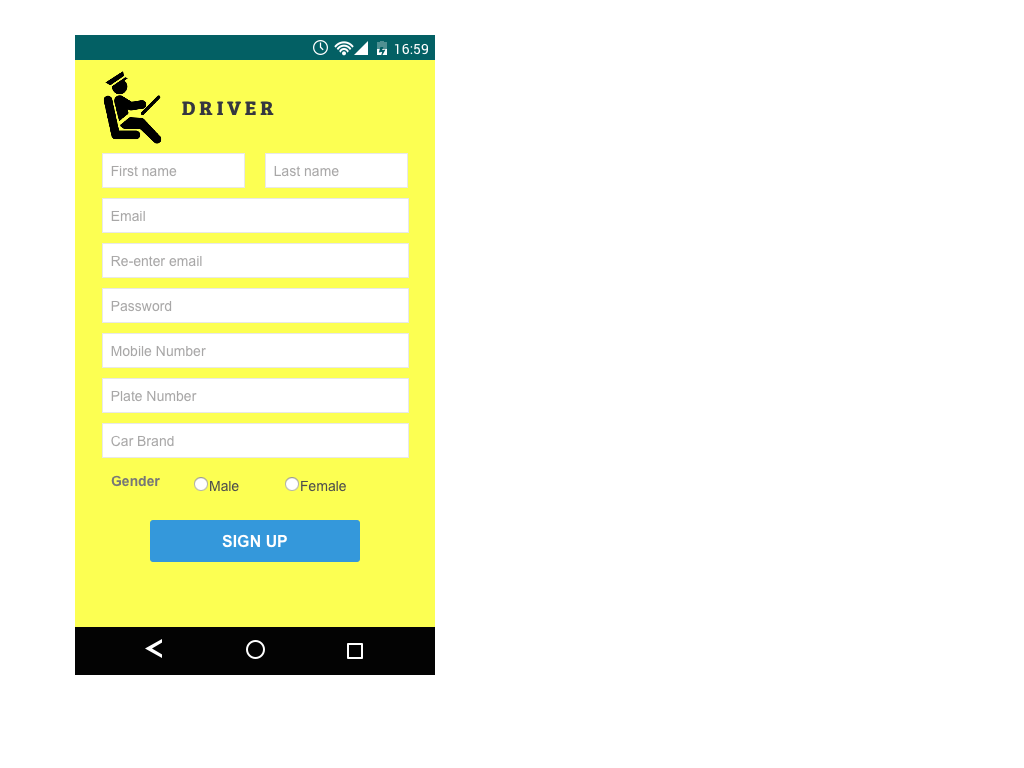 16:59
DRIVER
First name Last name
Email
Re-enter email
Password
Mobile Number
Plate Number
Car Brand
Gender Male Female
SIGN UP